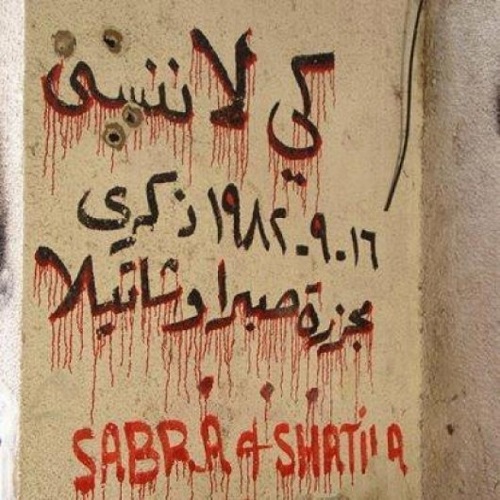 كي لا ننسى
١٦.٩.١٩٨٢ ذكرى
مجزرة صبرا وشاتيلا
SABRA & SHATILA